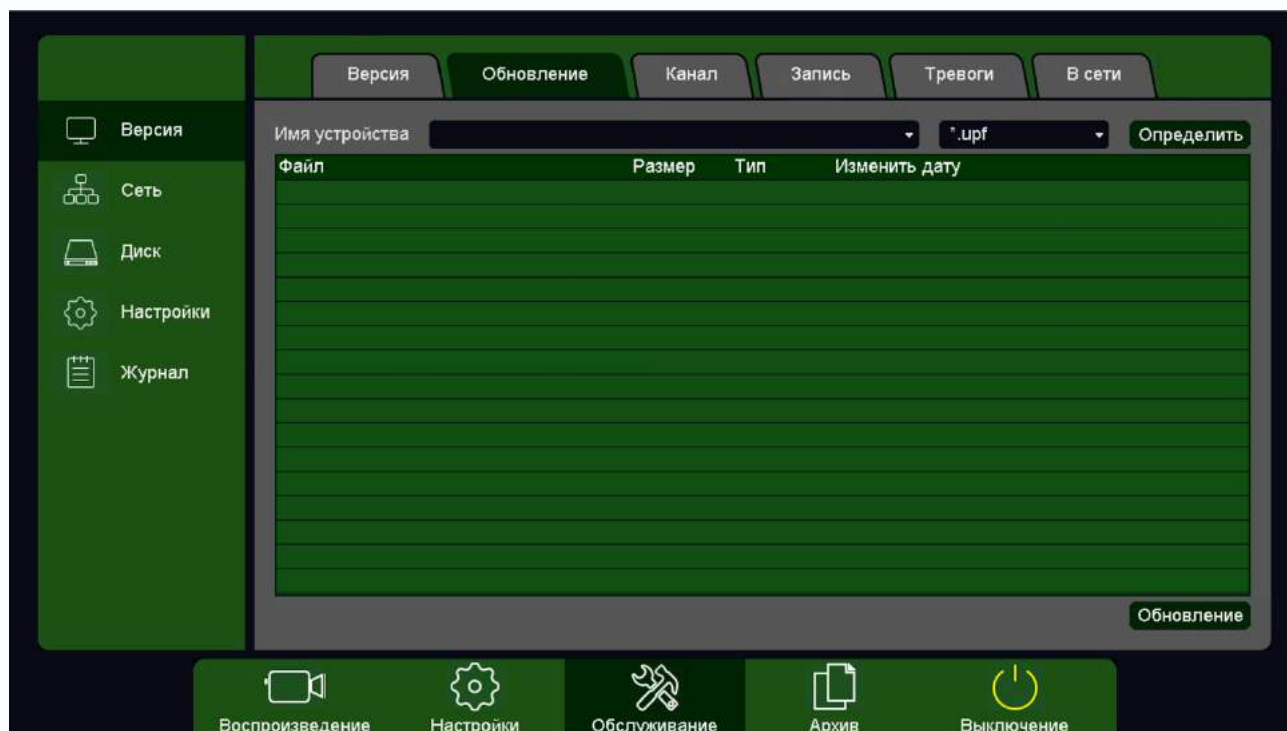 Версия Обновление Канал Запись Тревоги В сети
Версия
Сеть
Диск
Настройки
Журнал
Имя устройства *.upf Определить
Файл Размер Тип Изменить дату
Обновление
Воспроизведение Настройки Обслуживание Архив Выключение